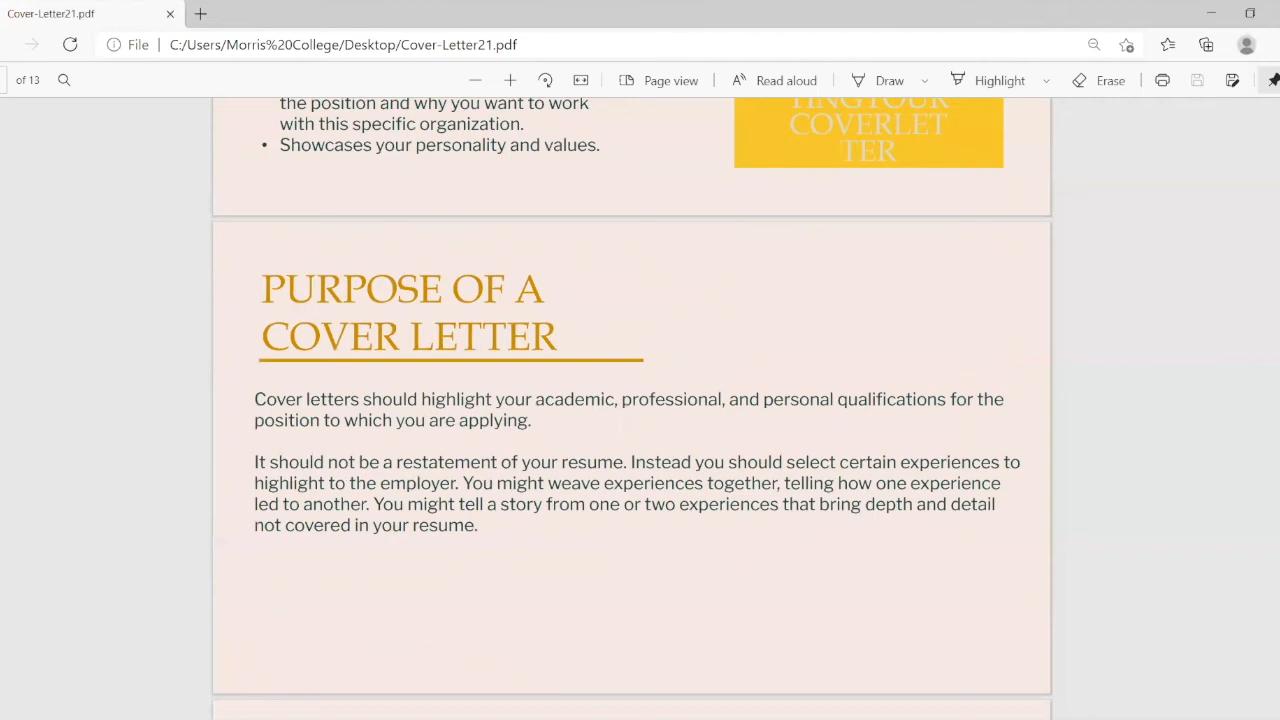 Cover-Letter21.pdf
File
C:/Users/Morris%20College/Desktop/Cover-Letter21.pdf
of 13
Page view
Read aloud
Draw
Highlight
Erase
the position and why you want to work
with this specific organization.
• Showcases your personality and values.
TINGYOUR
COVERLET
TER
PURPOSE OF A
COVER LETTER
Cover letters should highlight your academic, professional, and personal qualifications for the
position to which you are applying.
It should not be a restatement of your resume. Instead you should select certain experiences to
highlight to the employer. You might weave experiences together, telling how one experience
led to another. You might tell a story from one or two experiences that bring depth and detail
not covered in your resume.